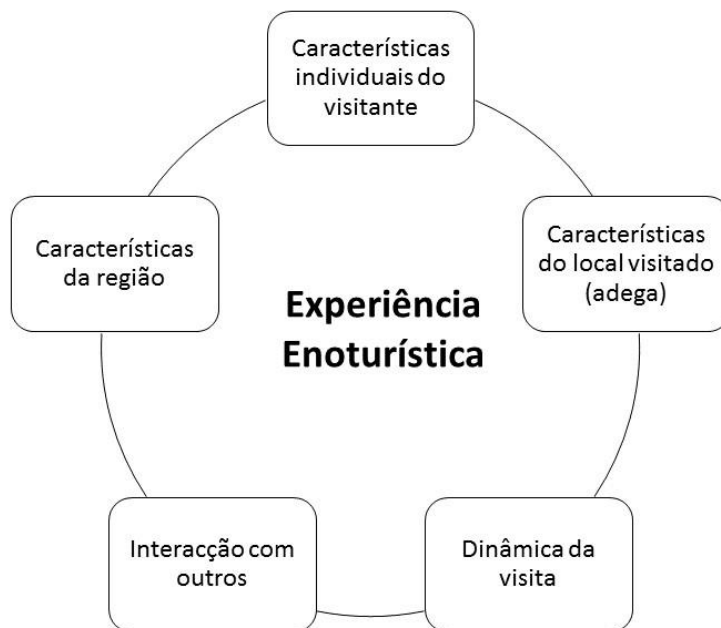 Características
individuais do
visitante
Características
da região
Características
do local visitado
(adega)
Experiência
Enoturística
Interacção com
outros
Dinâmica da
visita